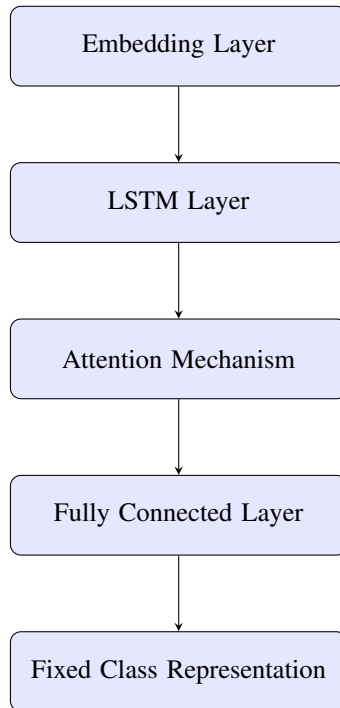 Embedding Layer
LSTM Layer
Attention Mechanism
Fully Connected Layer
Fixed Class Representation